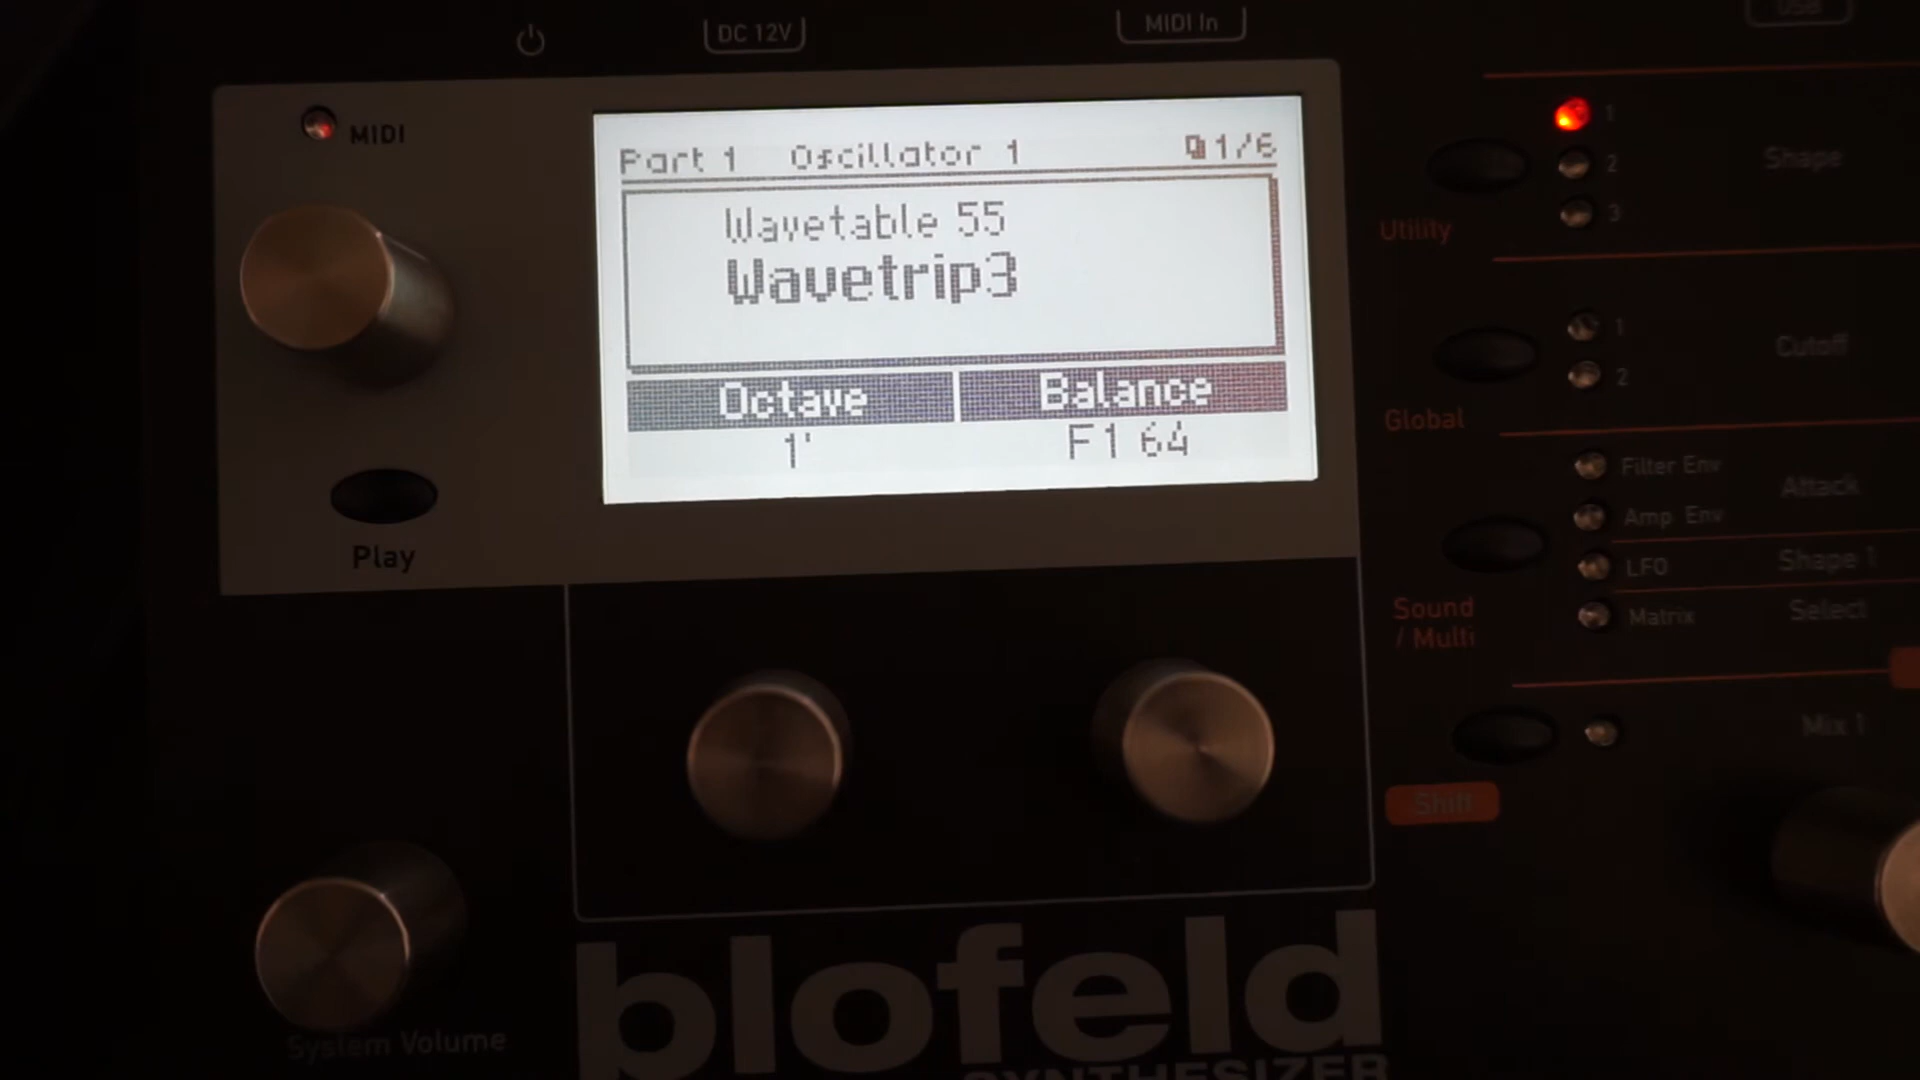 DC 12V
MIDI In
USB
MIDI
Part 1 Oscillator 1 1/6
Wavetable 55
Wavetrip3
Octave Balance
1' F1 64
Play
System Volume
1
2
3
Shape
Utility
1
2
Cutoff
Global
Filter Env
Attack
Amp Env
LFO
Shape 1
Matrix
Select
Sound
/ Multi
Mix 1
Shift
blofeld
SYNTHESIZER